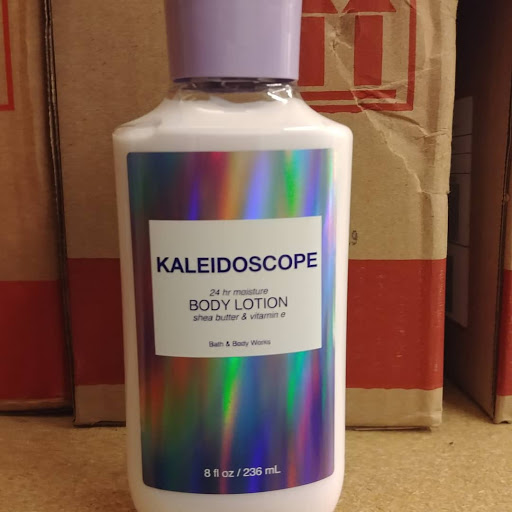 KALEIDOSCOPE
24 hr moisture
BODY LOTION
shea butter & vitamin e
Bath & Body Works
8 fl oz / 236 mL